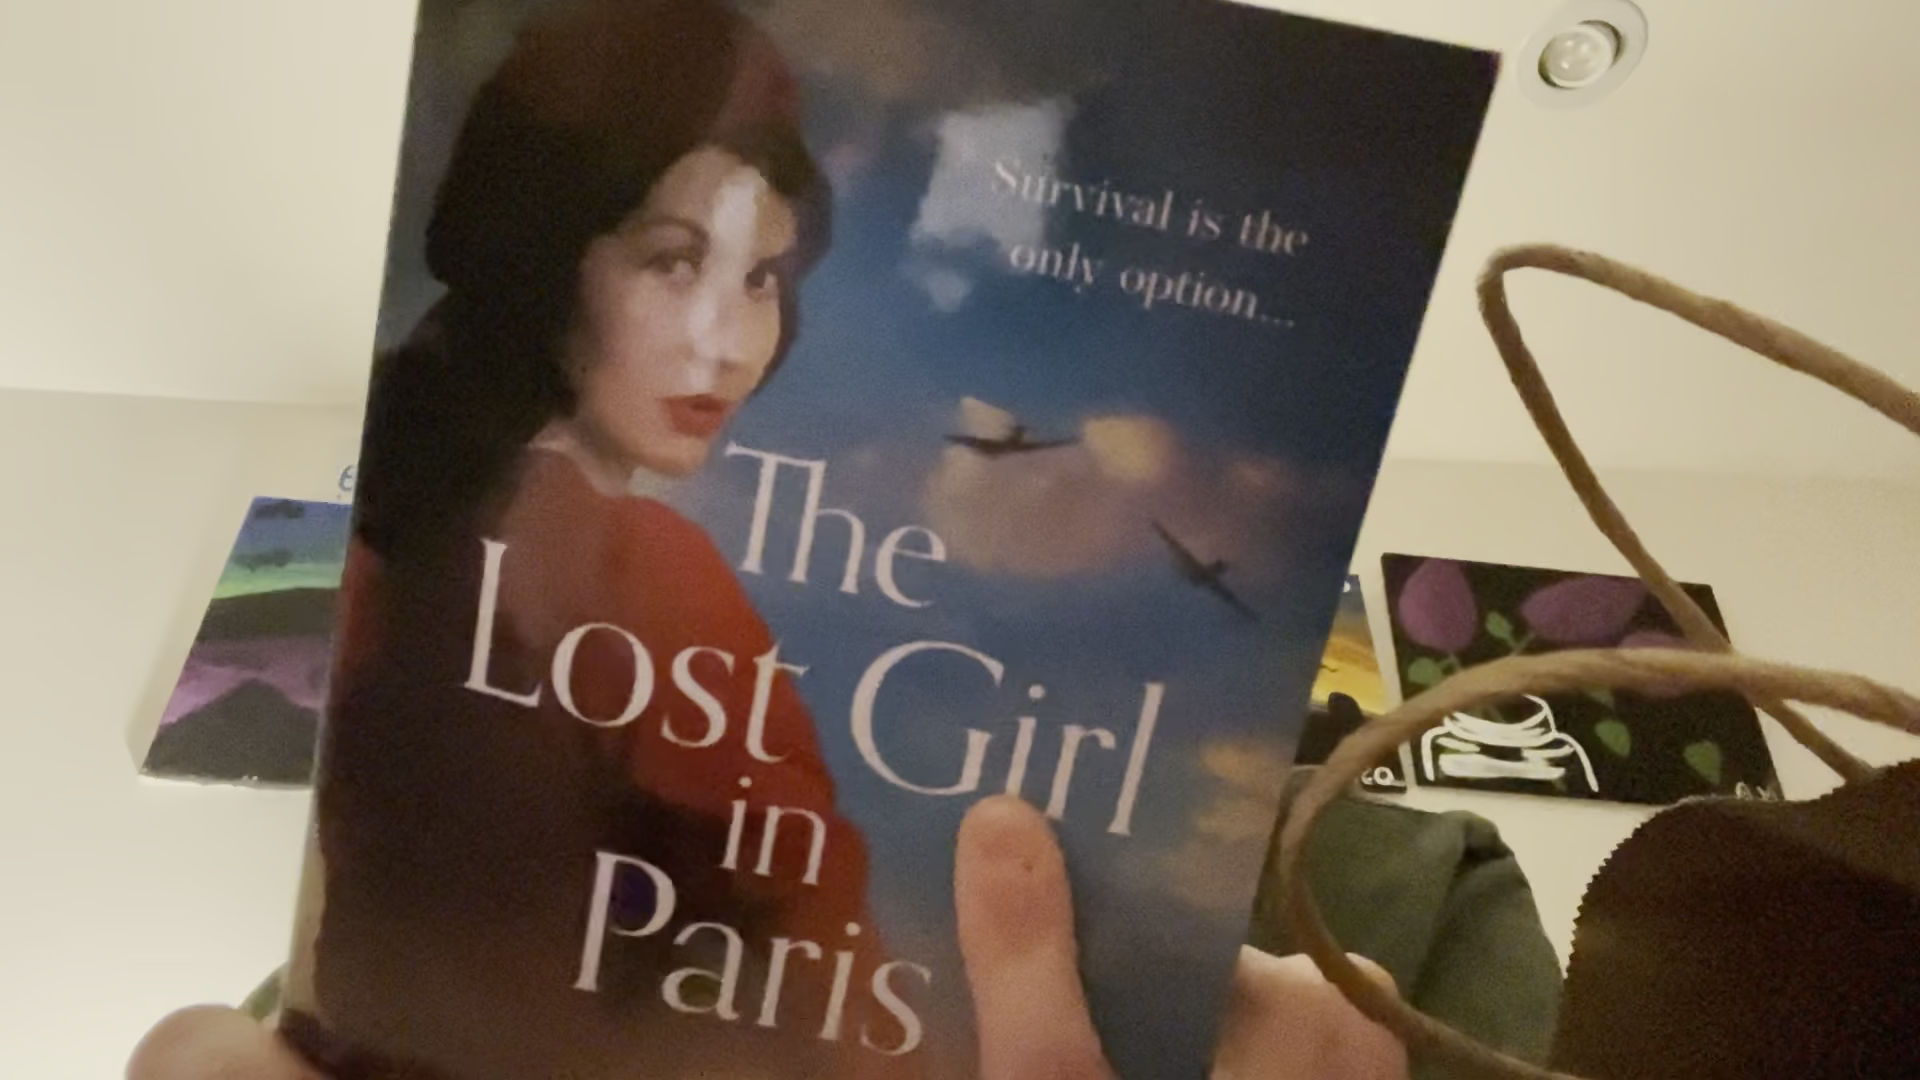 Survival is the
only option...
The
Lost Girl
in
Paris